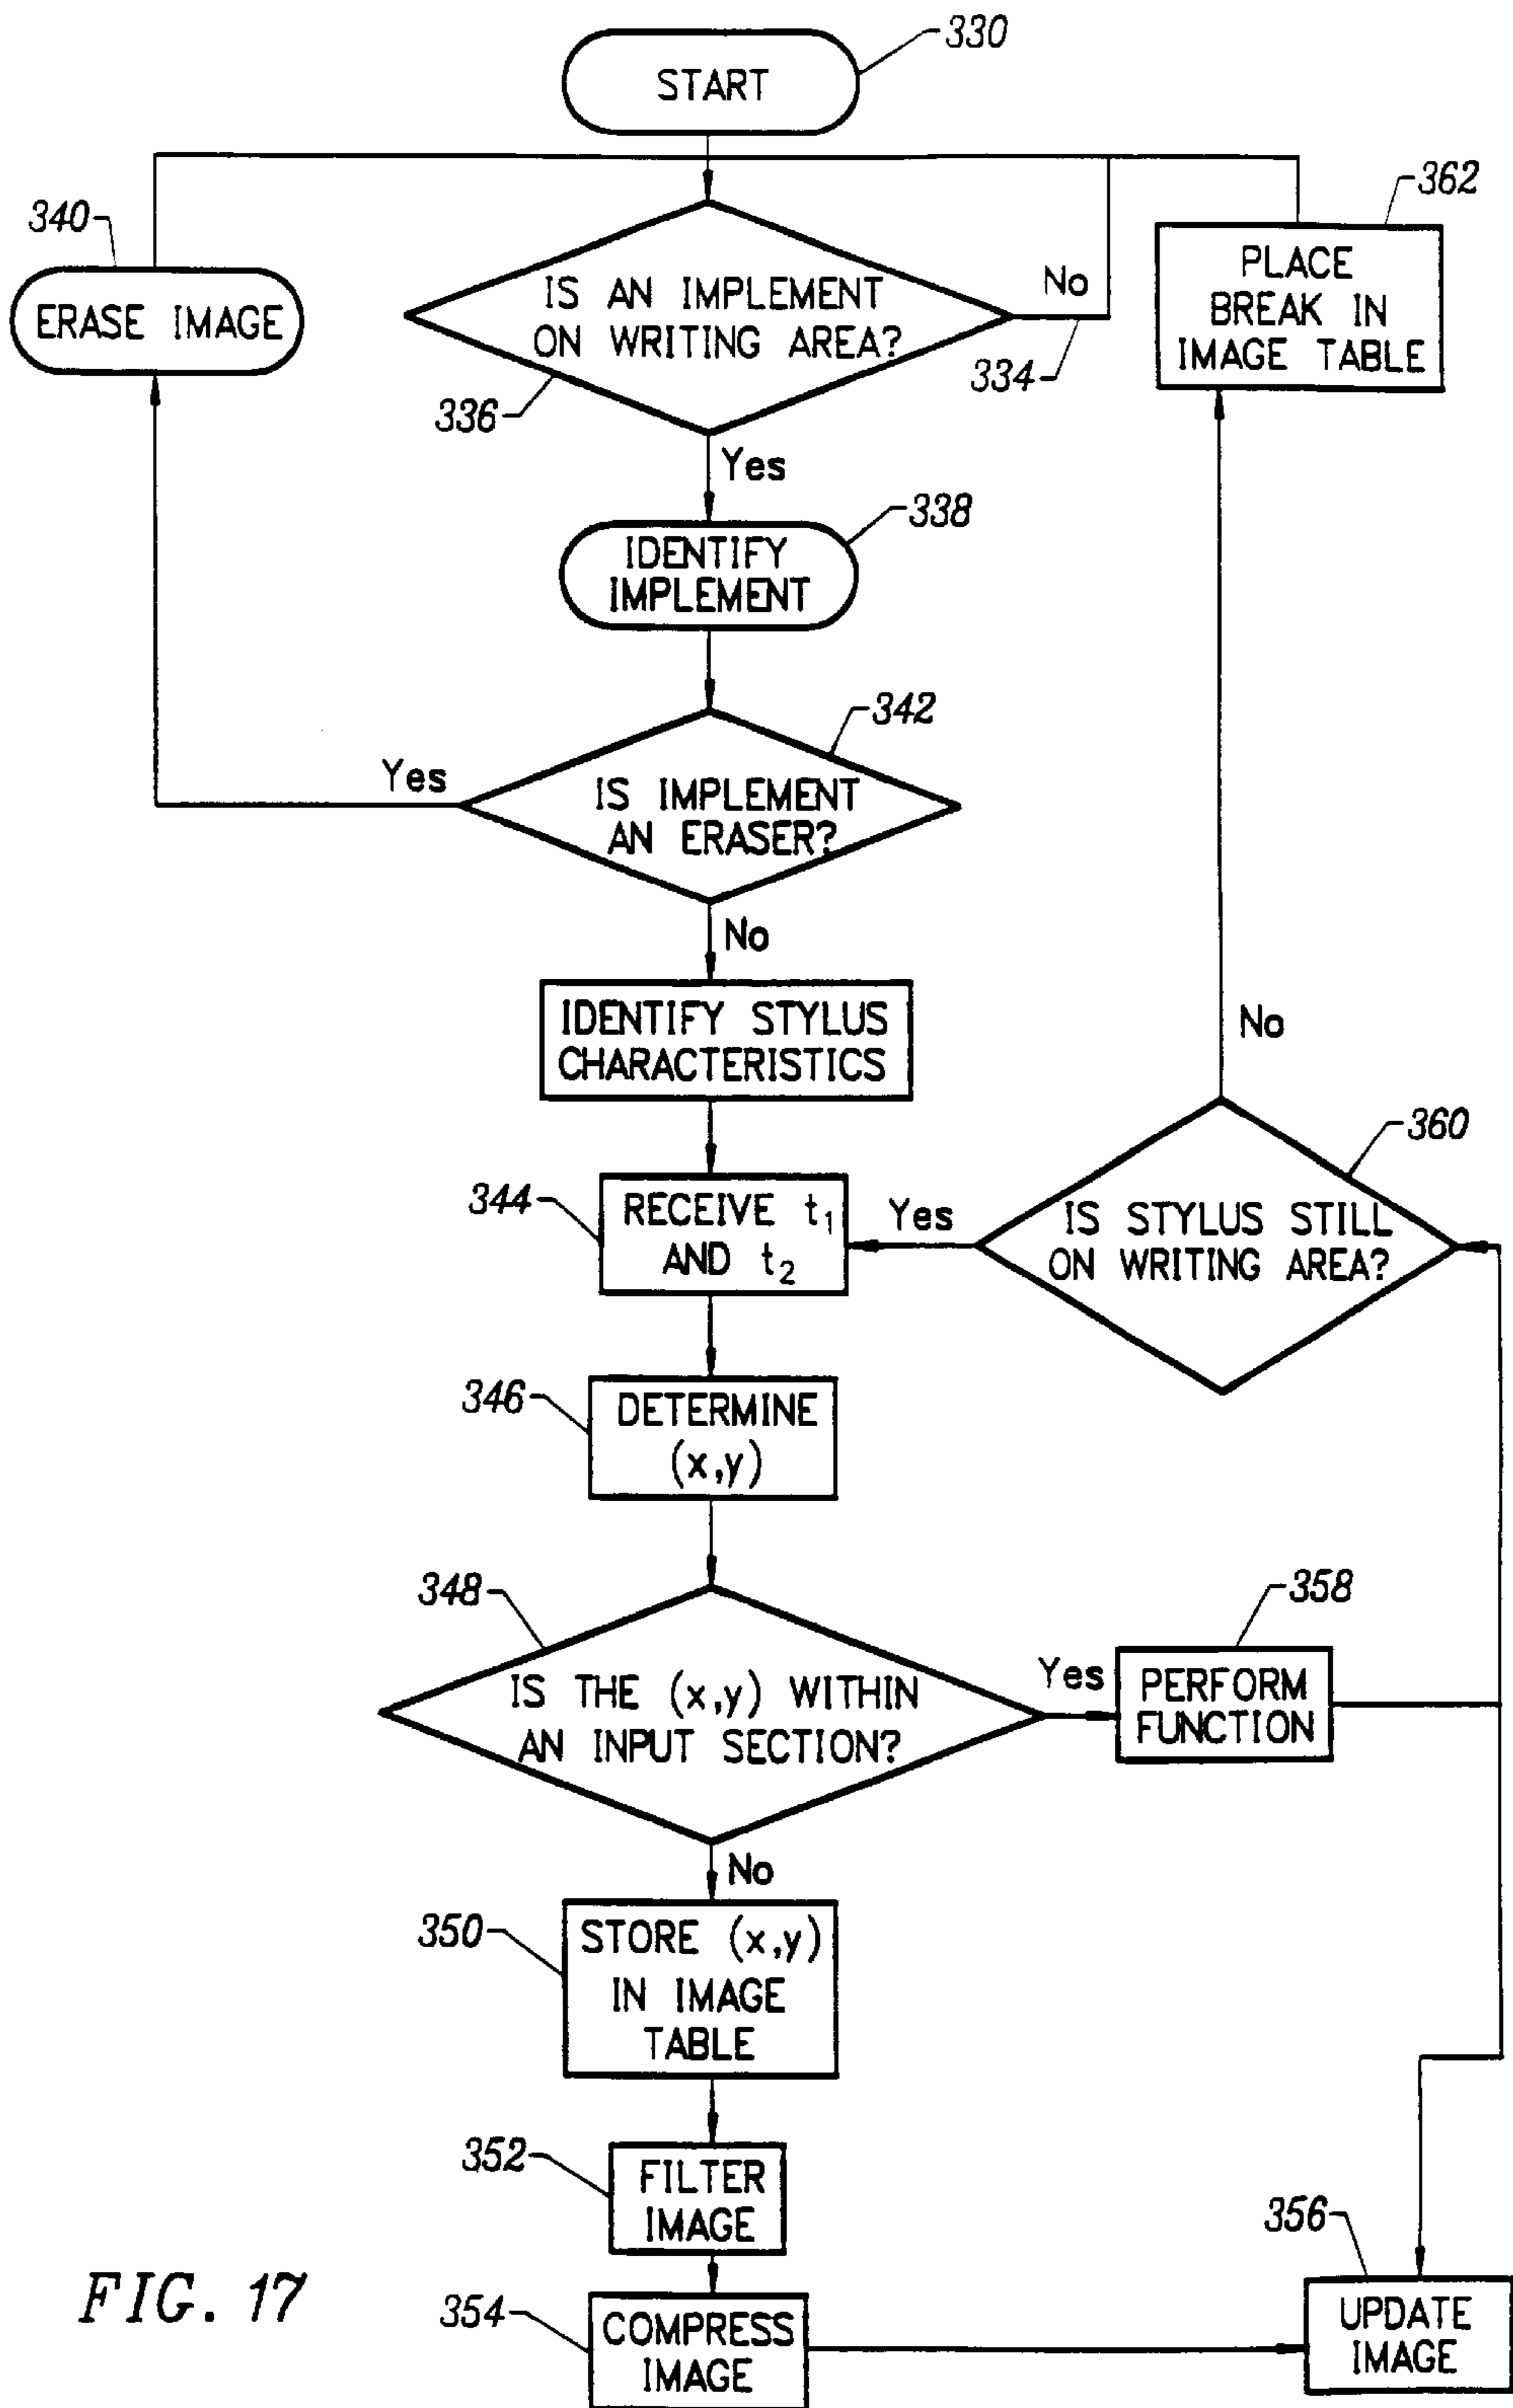 330
START
362
340
PLACE
BREAK IN
IMAGE TABLE
IS AN IMPLEMENT
ON WRITING AREA?
No
ERASE IMAGE
334
336
Yes
338
IDENTIFY
IMPLEMENT
342
Yes
IS IMPLEMENT
AN ERASER?
No
IDENTIFY STYLUS
CHARACTERISTICS
No
360
344
RECEIVE t₁
AND t₂
Yes
IS STYLUS STILL
ON WRITING AREA?
346
DETERMINE
(x,y)
348
358
IS THE (x,y) WITHIN
AN INPUT SECTION?
Yes
PERFORM
FUNCTION
No
350
STORE (x,y)
IN IMAGE
TABLE
352
FILTER
IMAGE
356
FIG. 17
354
COMPRESS
IMAGE
UPDATE
IMAGE